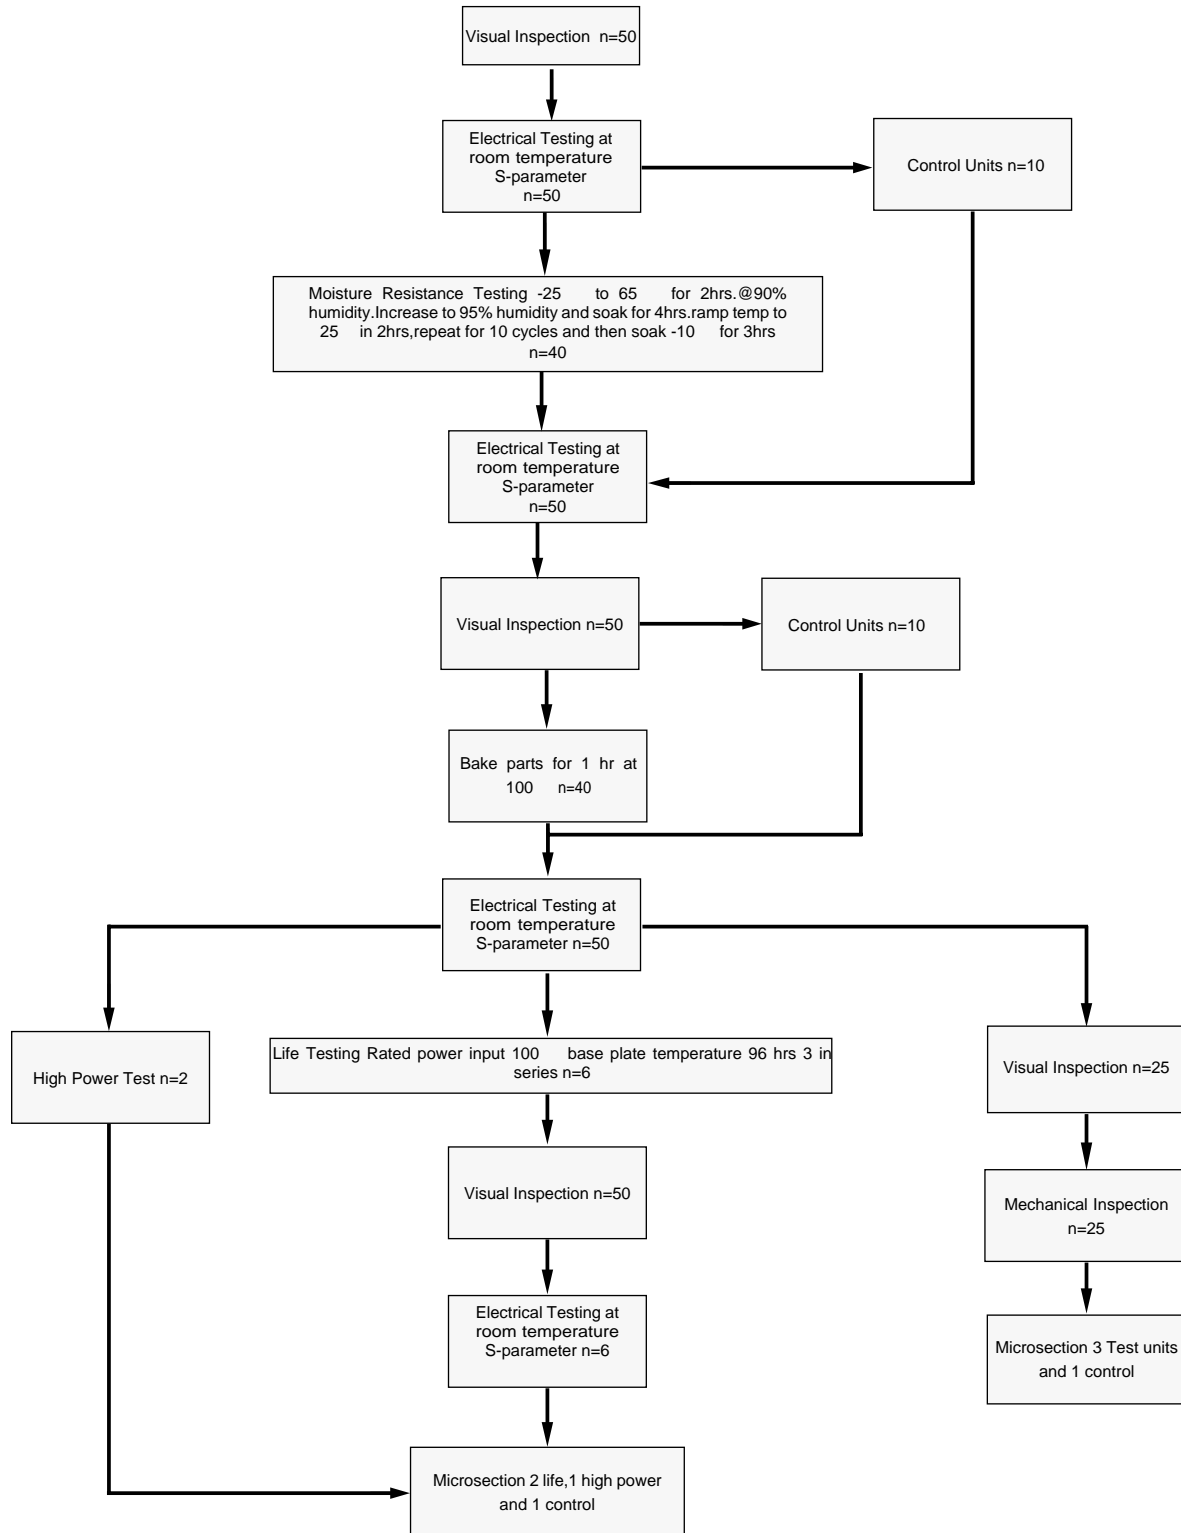 Visual Inspection n=50
Electrical Testing at
room temperature
S-parameter
n=50
Control Units n=10
Moisture Resistance Testing -25 to 65 for 2hrs.@90%
humidity.Increase to 95% humidity and soak for 4hrs.ramp temp to
25 in 2hrs,repeat for 10 cycles and then soak -10 for 3hrs
n=40
Electrical Testing at
room temperature
S-parameter
n=50
Visual Inspection n=50
Control Units n=10
Bake parts for 1 hr at
100 n=40
Electrical Testing at
room temperature
S-parameter n=50
High Power Test n=2
Life Testing Rated power input 100 base plate temperature 96 hrs 3 in
series n=6
Visual Inspection n=25
Visual Inspection n=50
Mechanical Inspection
n=25
Electrical Testing at
room temperature
S-parameter n=6
Microsection 3 Test units
and 1 control
Microsection 2 life,1 high power
and 1 control